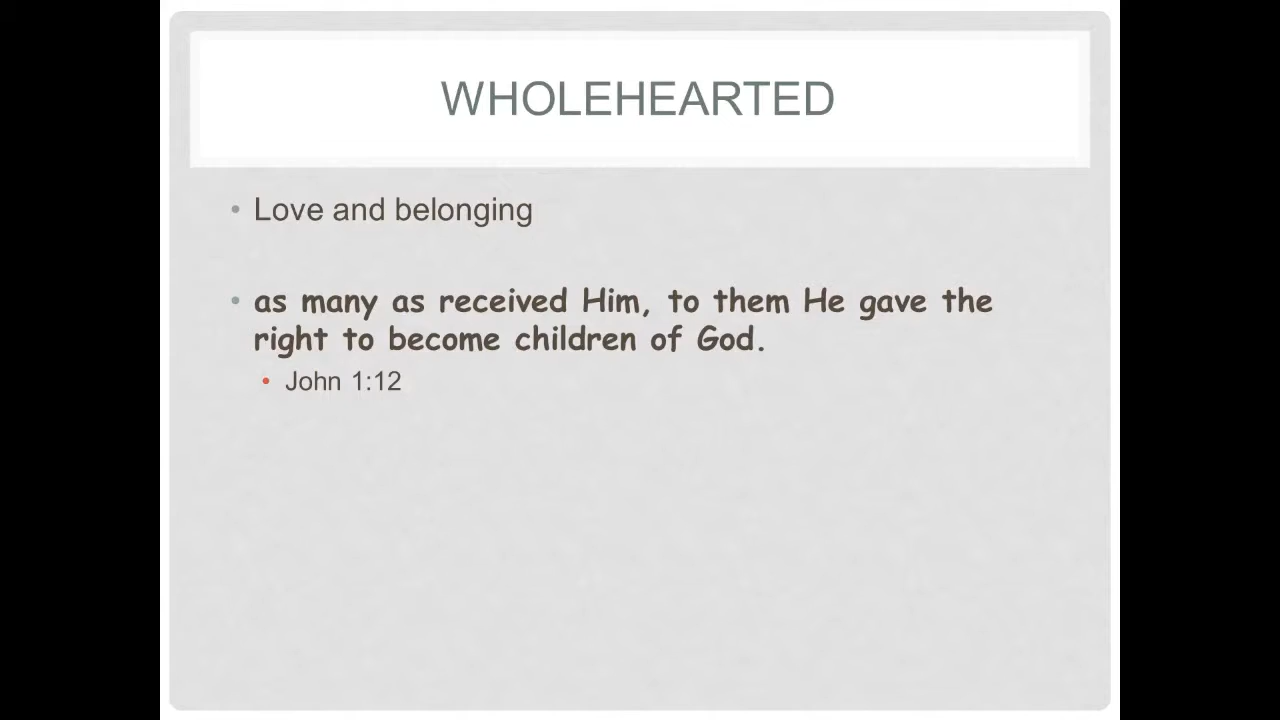 WHOLEHEARTED
• Love and belonging
• as many as received Him, to them He gave the
right to become children of God.
• John 1:12